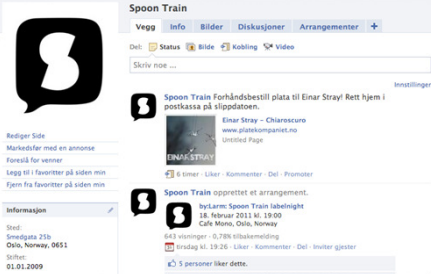 Spoon Train
Vegg Info Bilder Diskusjoner Arrangementer +
Del: Status Bilde Kobling Video
Skriv noe ...
Innstillinger
Spoon Train Forhåndsbestill plata til Einar Stray! Rett hjem i
postkassa på slippdatoen.
EINAR STRAY
Einar Stray - Chiaroscuro
www.platekompaniet.no
Untitled Page
6 timer · Liker · Kommenter · Del · Promoter
Spoon Train opprettet et arrangement.
by:Larm: Spoon Train labelnight
18. februar 2011 kl. 19:00
Cafe Mono, Oslo, Norway
643 visninger · 0,78% tilbakemelding
tirsdag kl. 19:26 · Liker · Kommenter · Del · Inviter gjester
5 personer liker dette.
Rediger Side
Markedsfør med en annonse
Foreslå for venner
Legg til i favoritter på siden min
Fjern fra favoritter på siden min
Informasjon
Sted:
Smedgata 25b
Oslo, Norway, 0651
Stiftet:
01.01.2009